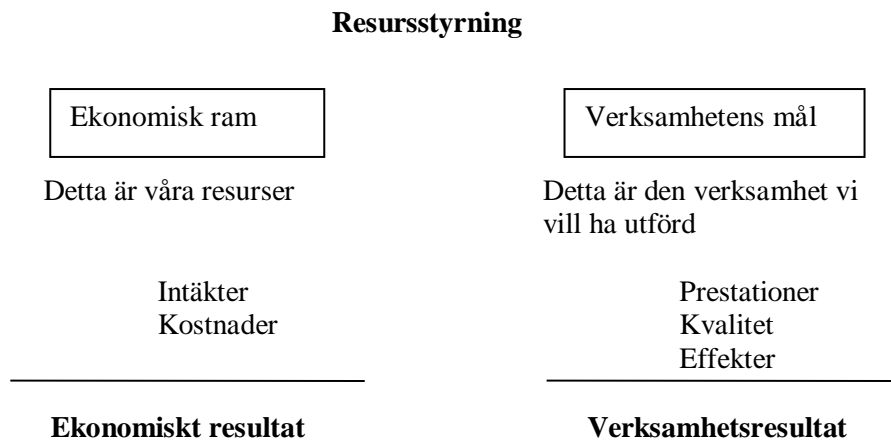 Resursstyrning
Ekonomisk ram
Detta är våra resurser
Intäkter
Kostnader
Ekonomiskt resultat
Verksamhetens mål
Detta är den verksamhet vi
vill ha utförd
Prestationer
Kvalitet
Effekter
Verksamhetsresultat